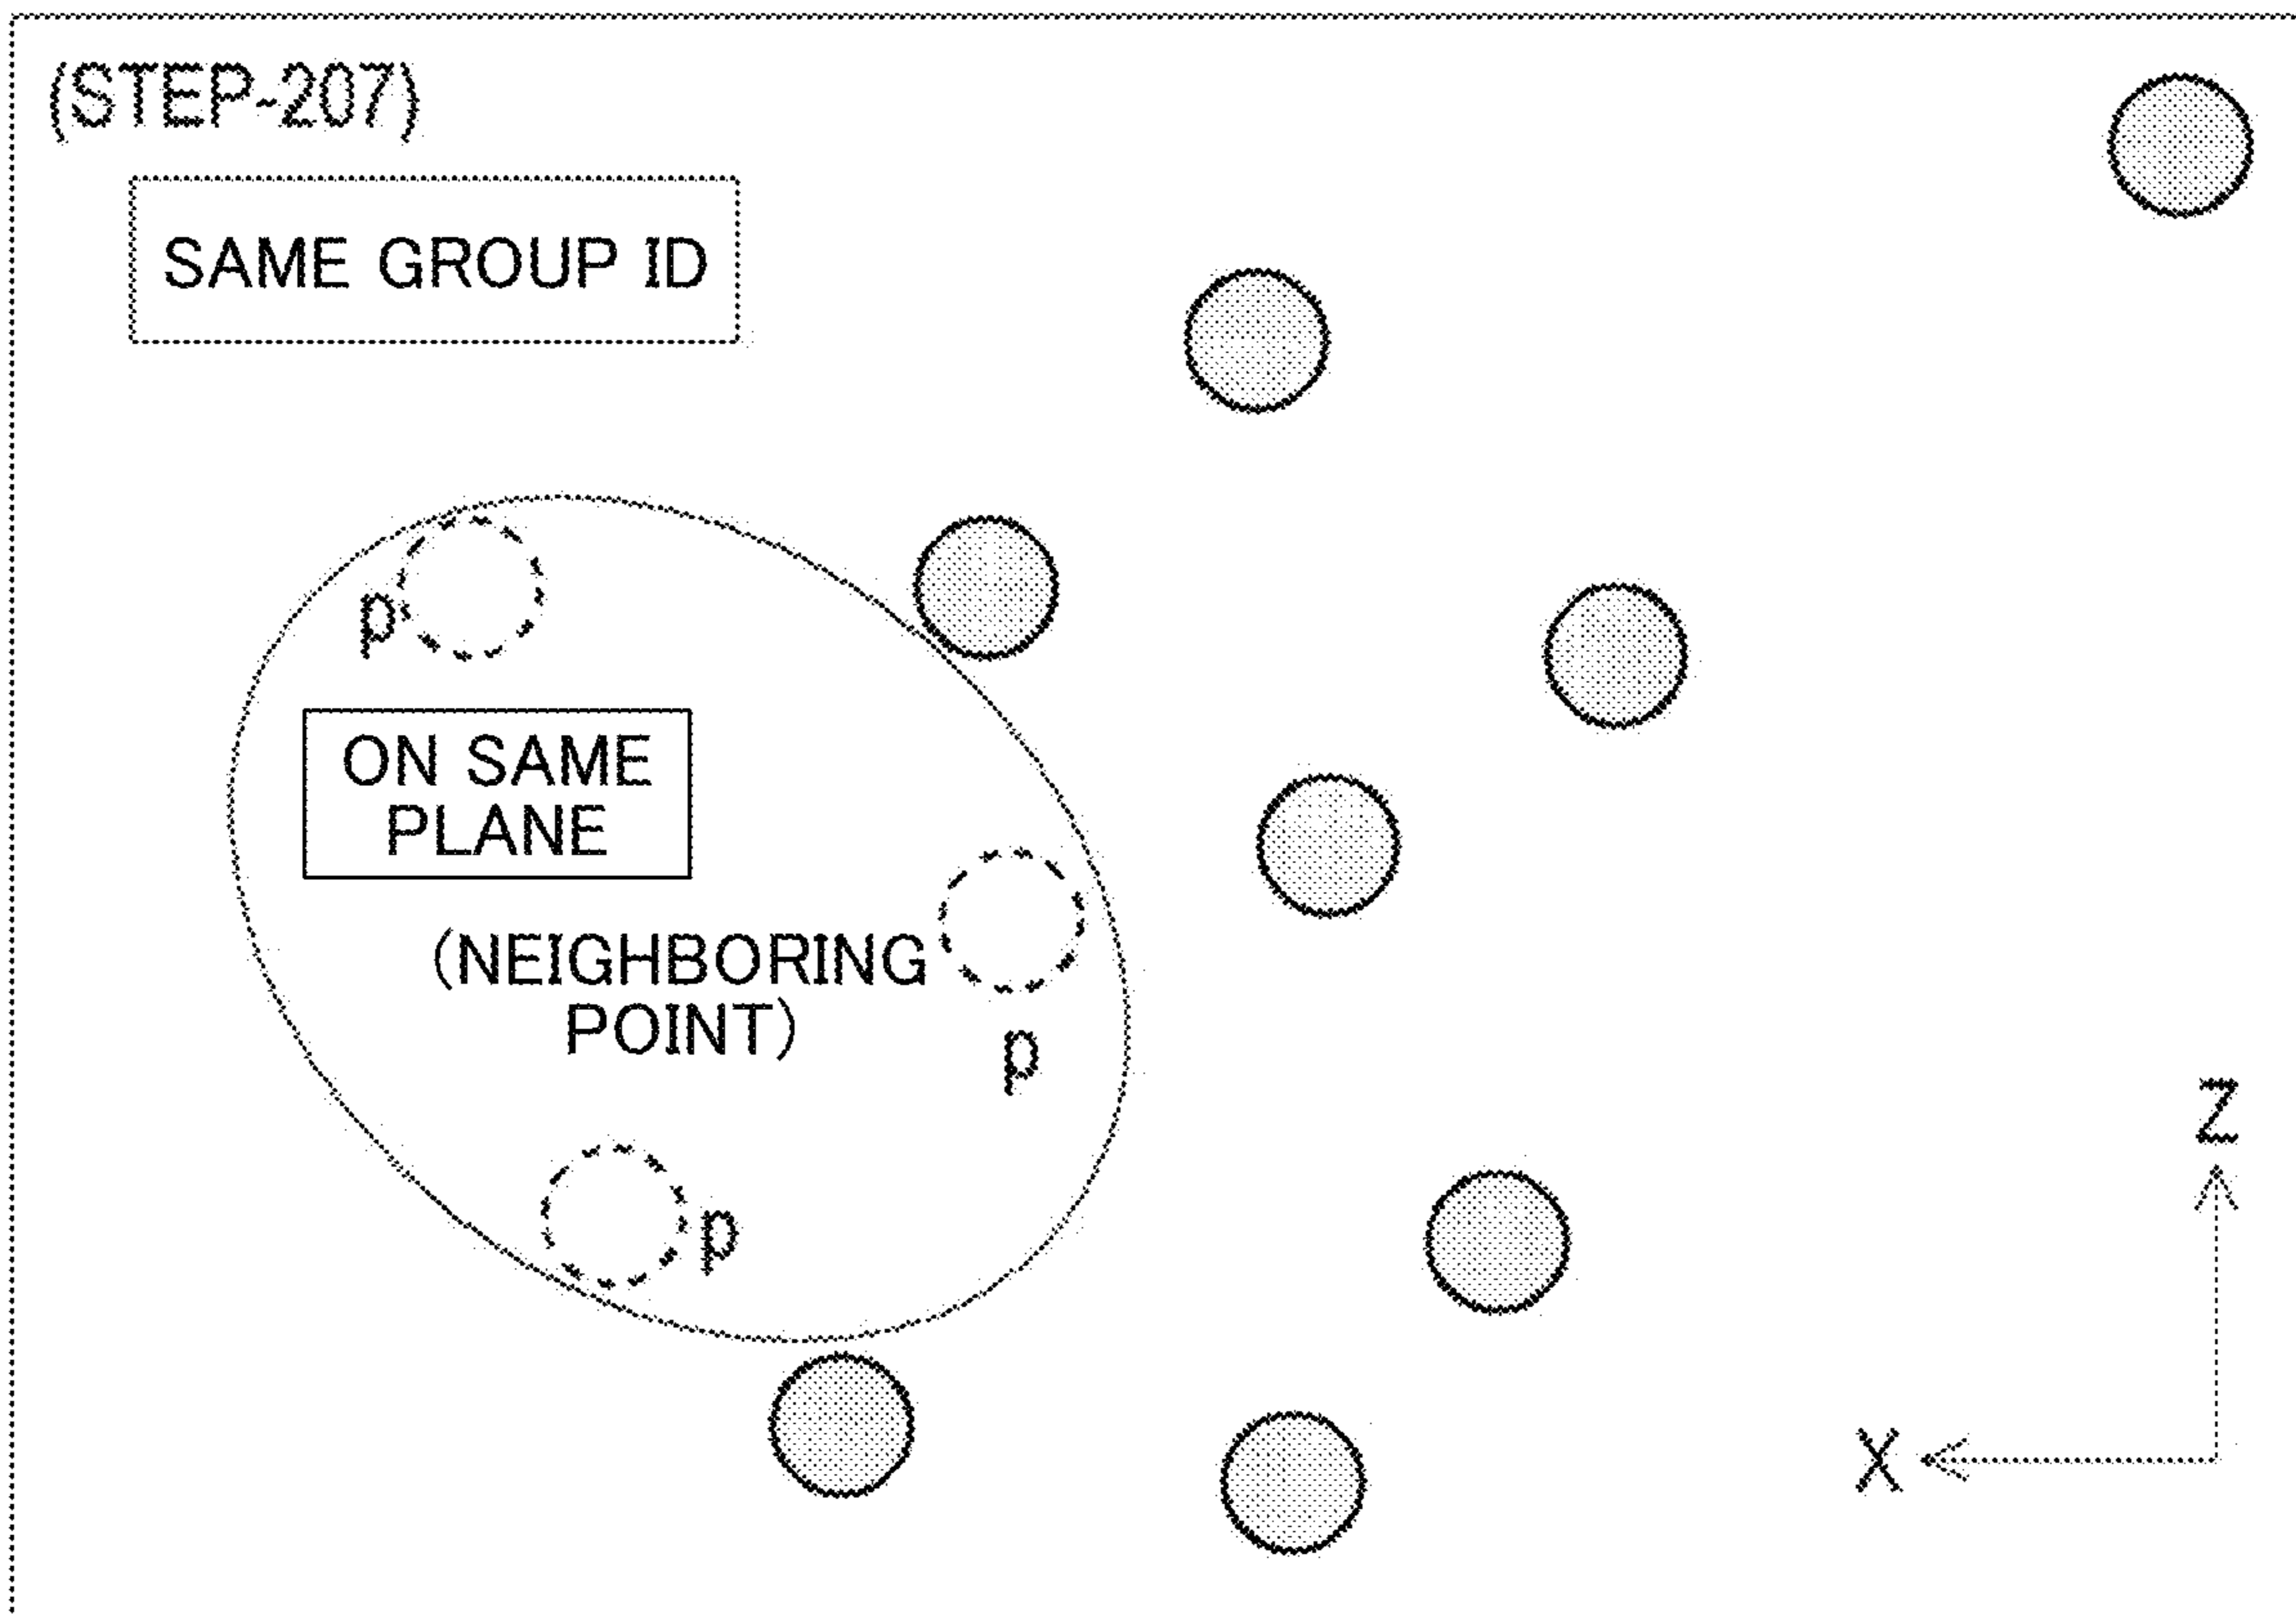 (STEP-207)
SAME GROUP ID
p
ON SAME
PLANE
(NEIGHBORING
POINT)
p
p
Z
X